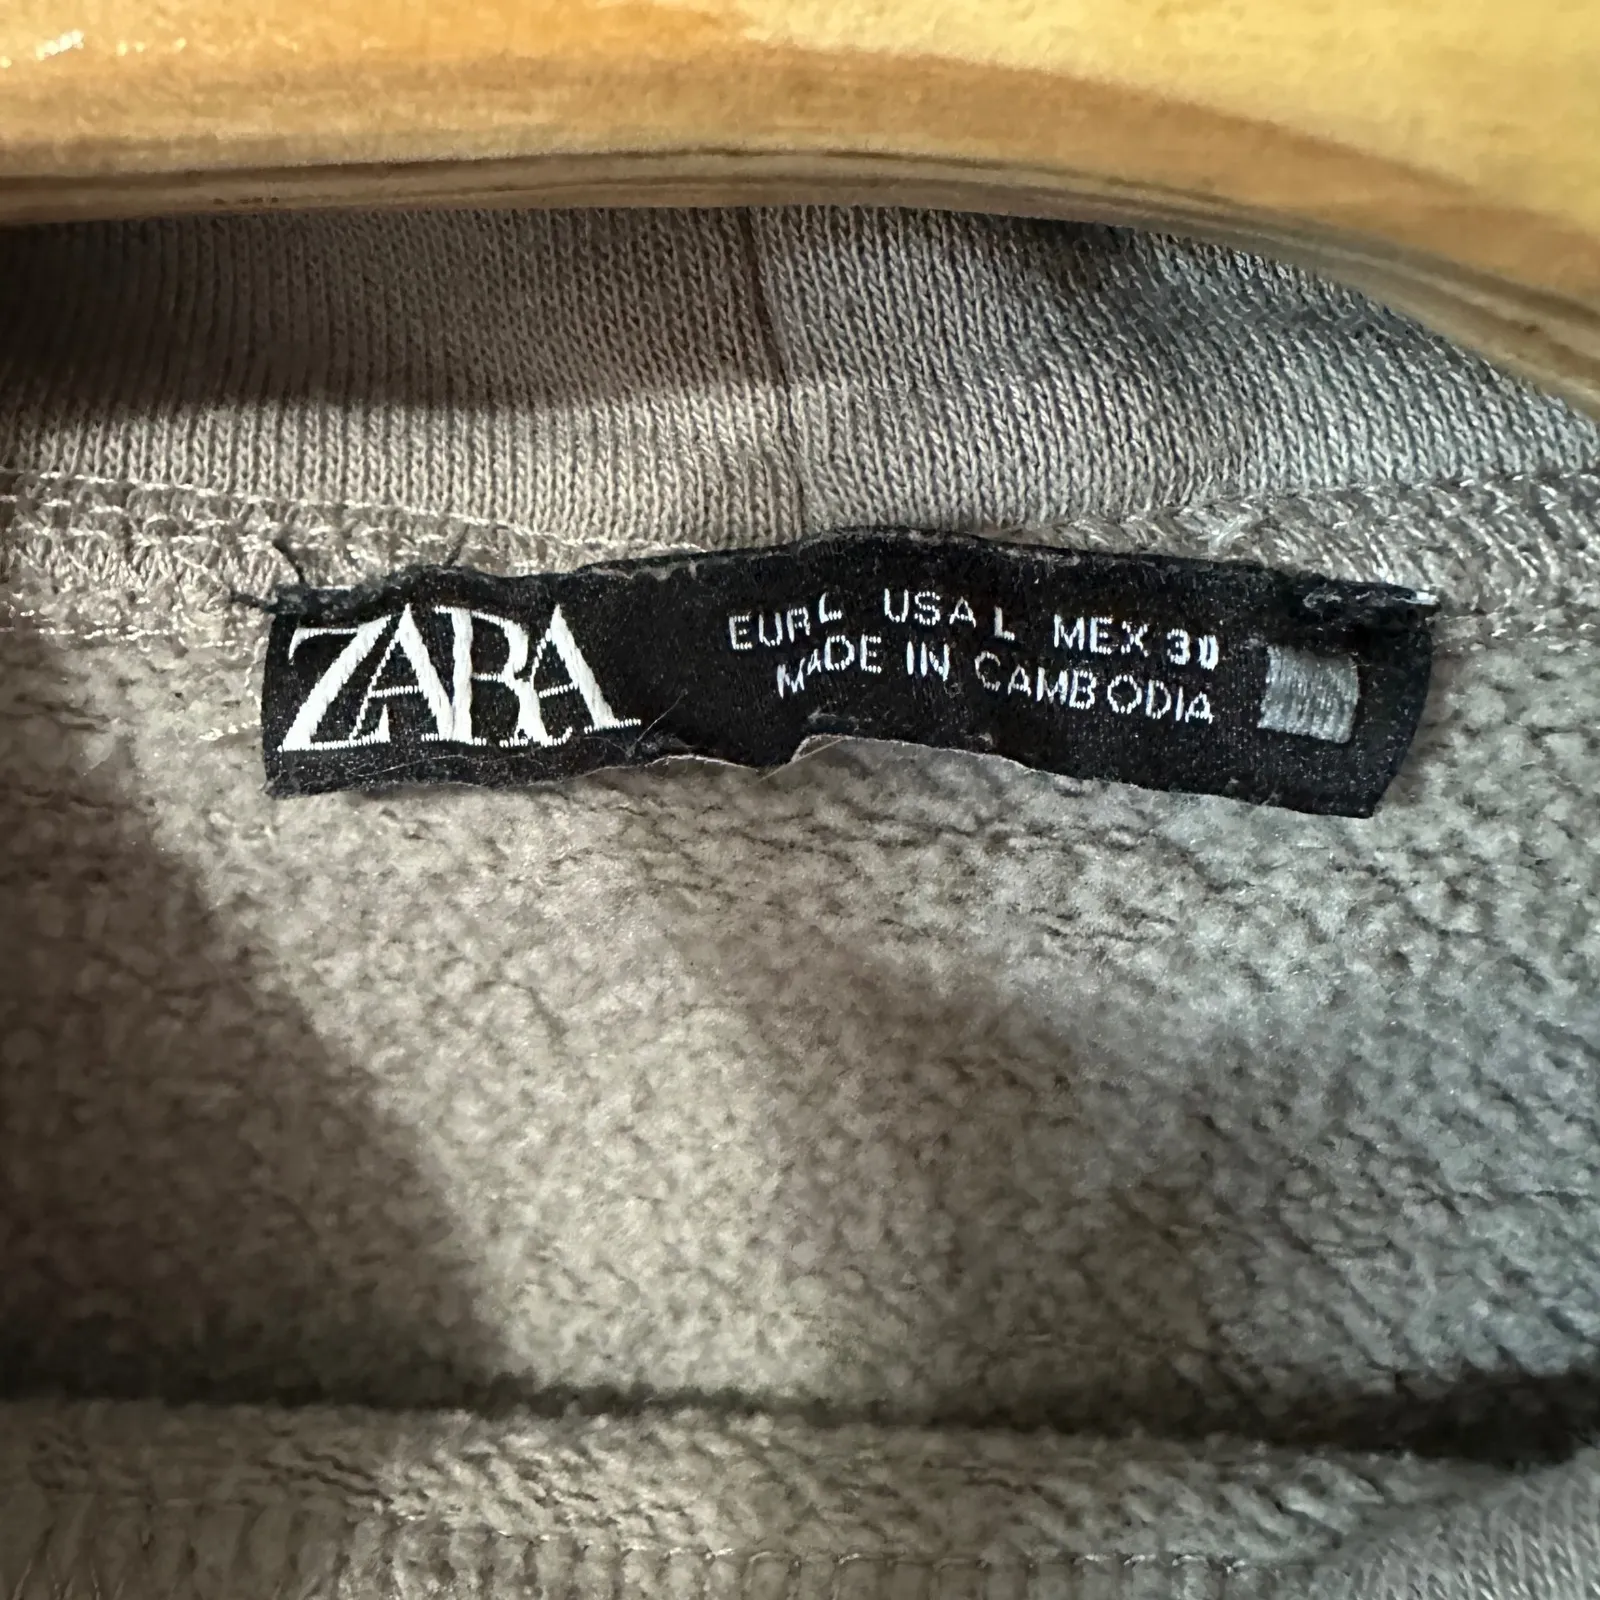 ZARA
EUR L USA L MEX 30
MADE IN CAMBODIA